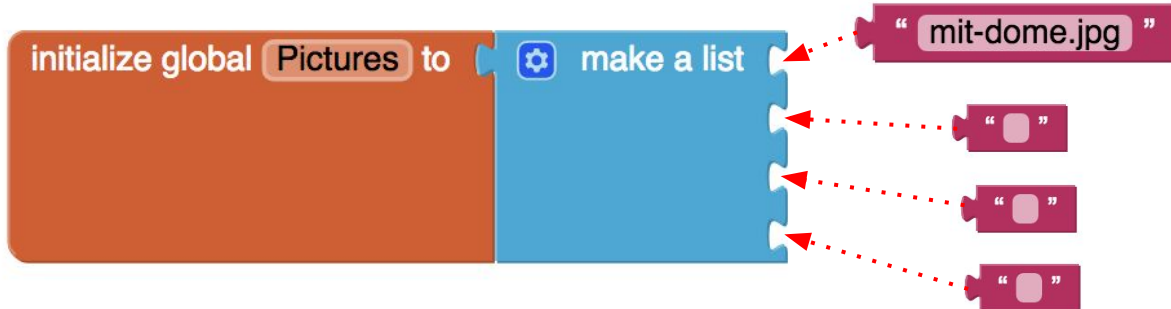 “ mit-dome.jpg ”
initialize global Pictures to make a list
“ ”
“ ”
“ ”